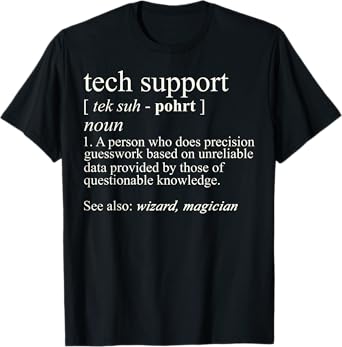 tech support
[ tek suh - pohrt ]
noun
1. A person who does precision
guesswork based on unreliable
data provided by those of
questionable knowledge.
See also: wizard, magician